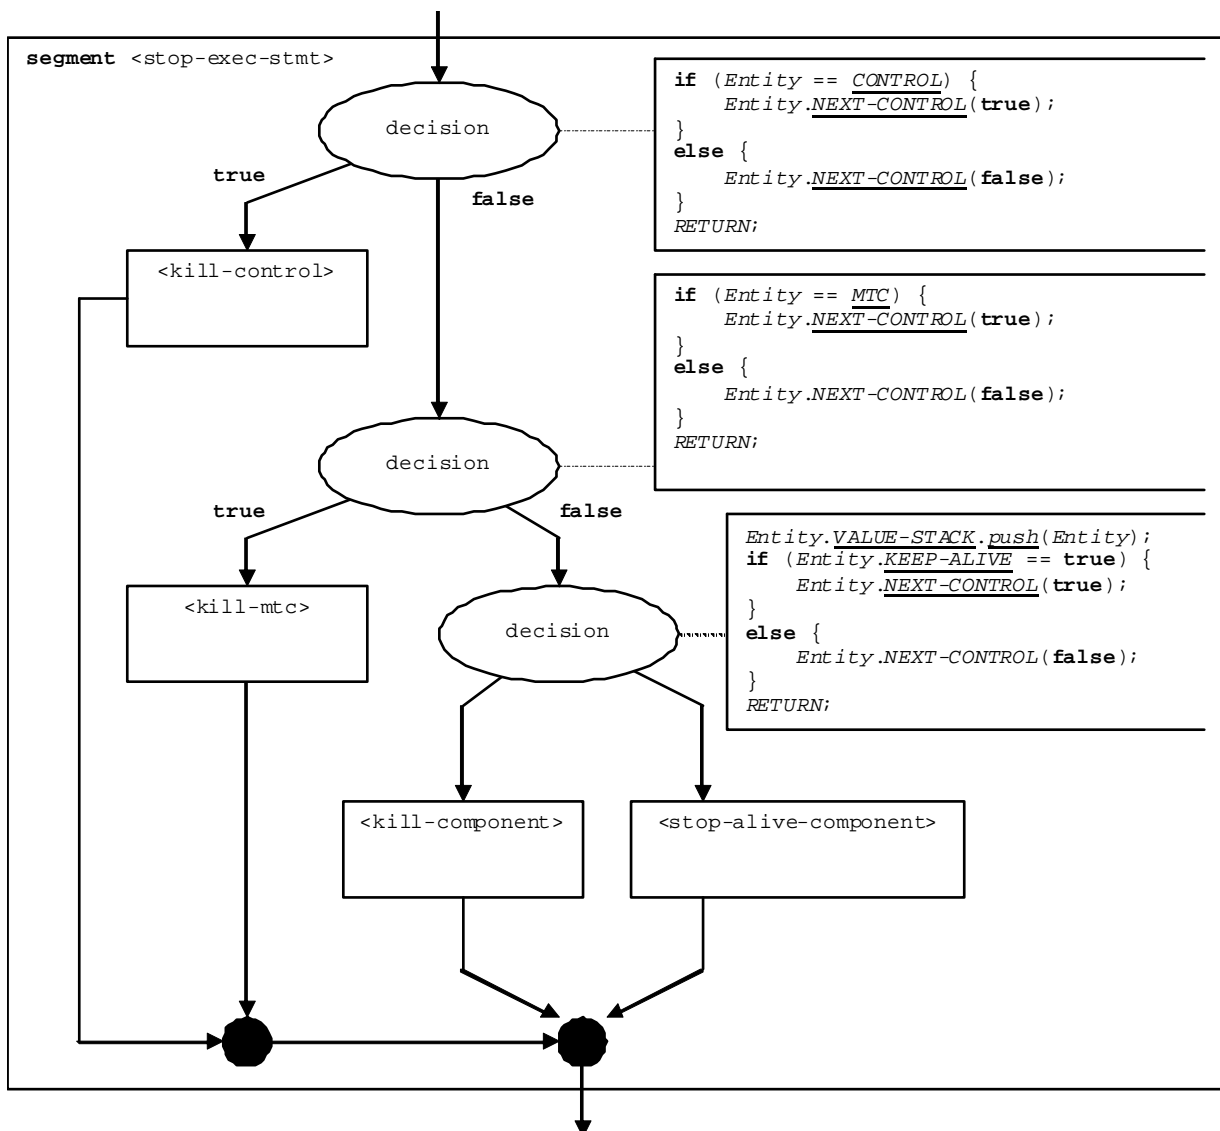 segment <stop-exec-stmt>
decision
if (Entity == CONTROL) {
    Entity.NEXT-CONTROL(true);
}
else {
    Entity.NEXT-CONTROL(false);
}
RETURN;
true
false
<kill-control>
if (Entity == MTC) {
    Entity.NEXT-CONTROL(true);
}
else {
    Entity.NEXT-CONTROL(false);
}
RETURN;
decision
true
false
Entity.VALUE-STACK.push(Entity);
if (Entity.KEEP-ALIVE == true) {
    Entity.NEXT-CONTROL(true);
}
else {
    Entity.NEXT-CONTROL(false);
}
RETURN;
<kill-mtc>
decision
<kill-component>
<stop-alive-component>